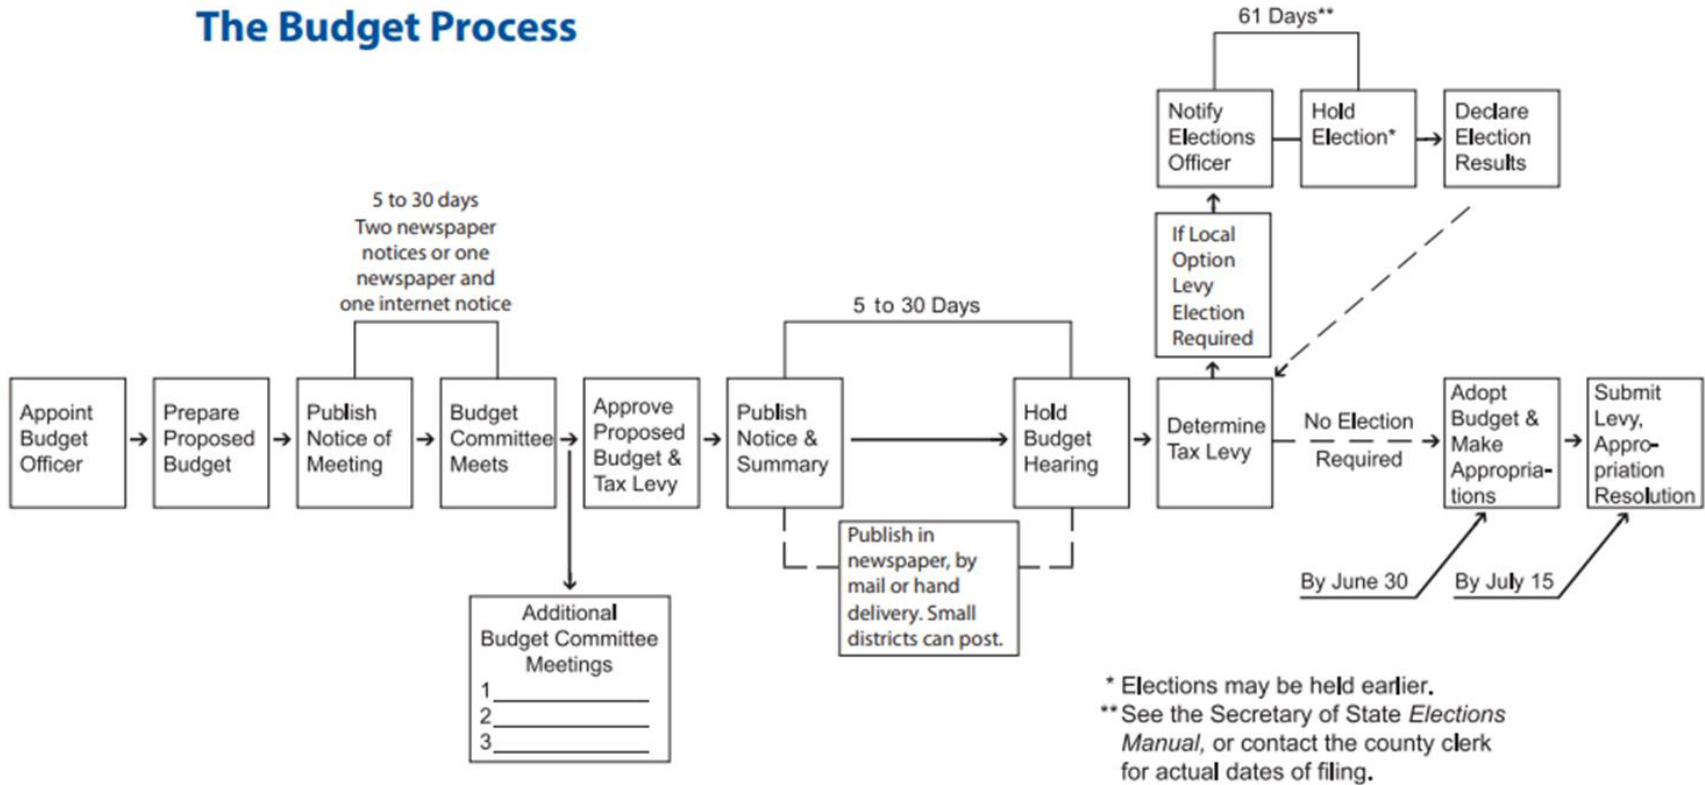 The Budget Process
61 Days**
Notify
Elections
Officer
Hold
Election*
Declare
Election
Results
5 to 30 days
Two newspaper
notices or one
newspaper and
one internet notice
If Local
Option
Levy
Election
Required
5 to 30 Days
Appoint
Budget
Officer
Prepare
Proposed
Budget
Publish
Notice of
Meeting
Budget
Committee
Meets
Approve
Proposed
Budget &
Tax Levy
Publish
Notice &
Summary
Hold
Budget
Hearing
Determine
Tax Levy
No Election
Required
Adopt
Budget &
Make
Appropria-
tions
Submit
Levy,
Appro-
priation
Resolution
Publish in
newspaper, by
mail or hand
delivery. Small
districts can post.
By June 30
By July 15
Additional
Budget Committee
Meetings
1
2
3
* Elections may be held earlier.
** See the Secretary of State Elections
Manual, or contact the county clerk
for actual dates of filing.